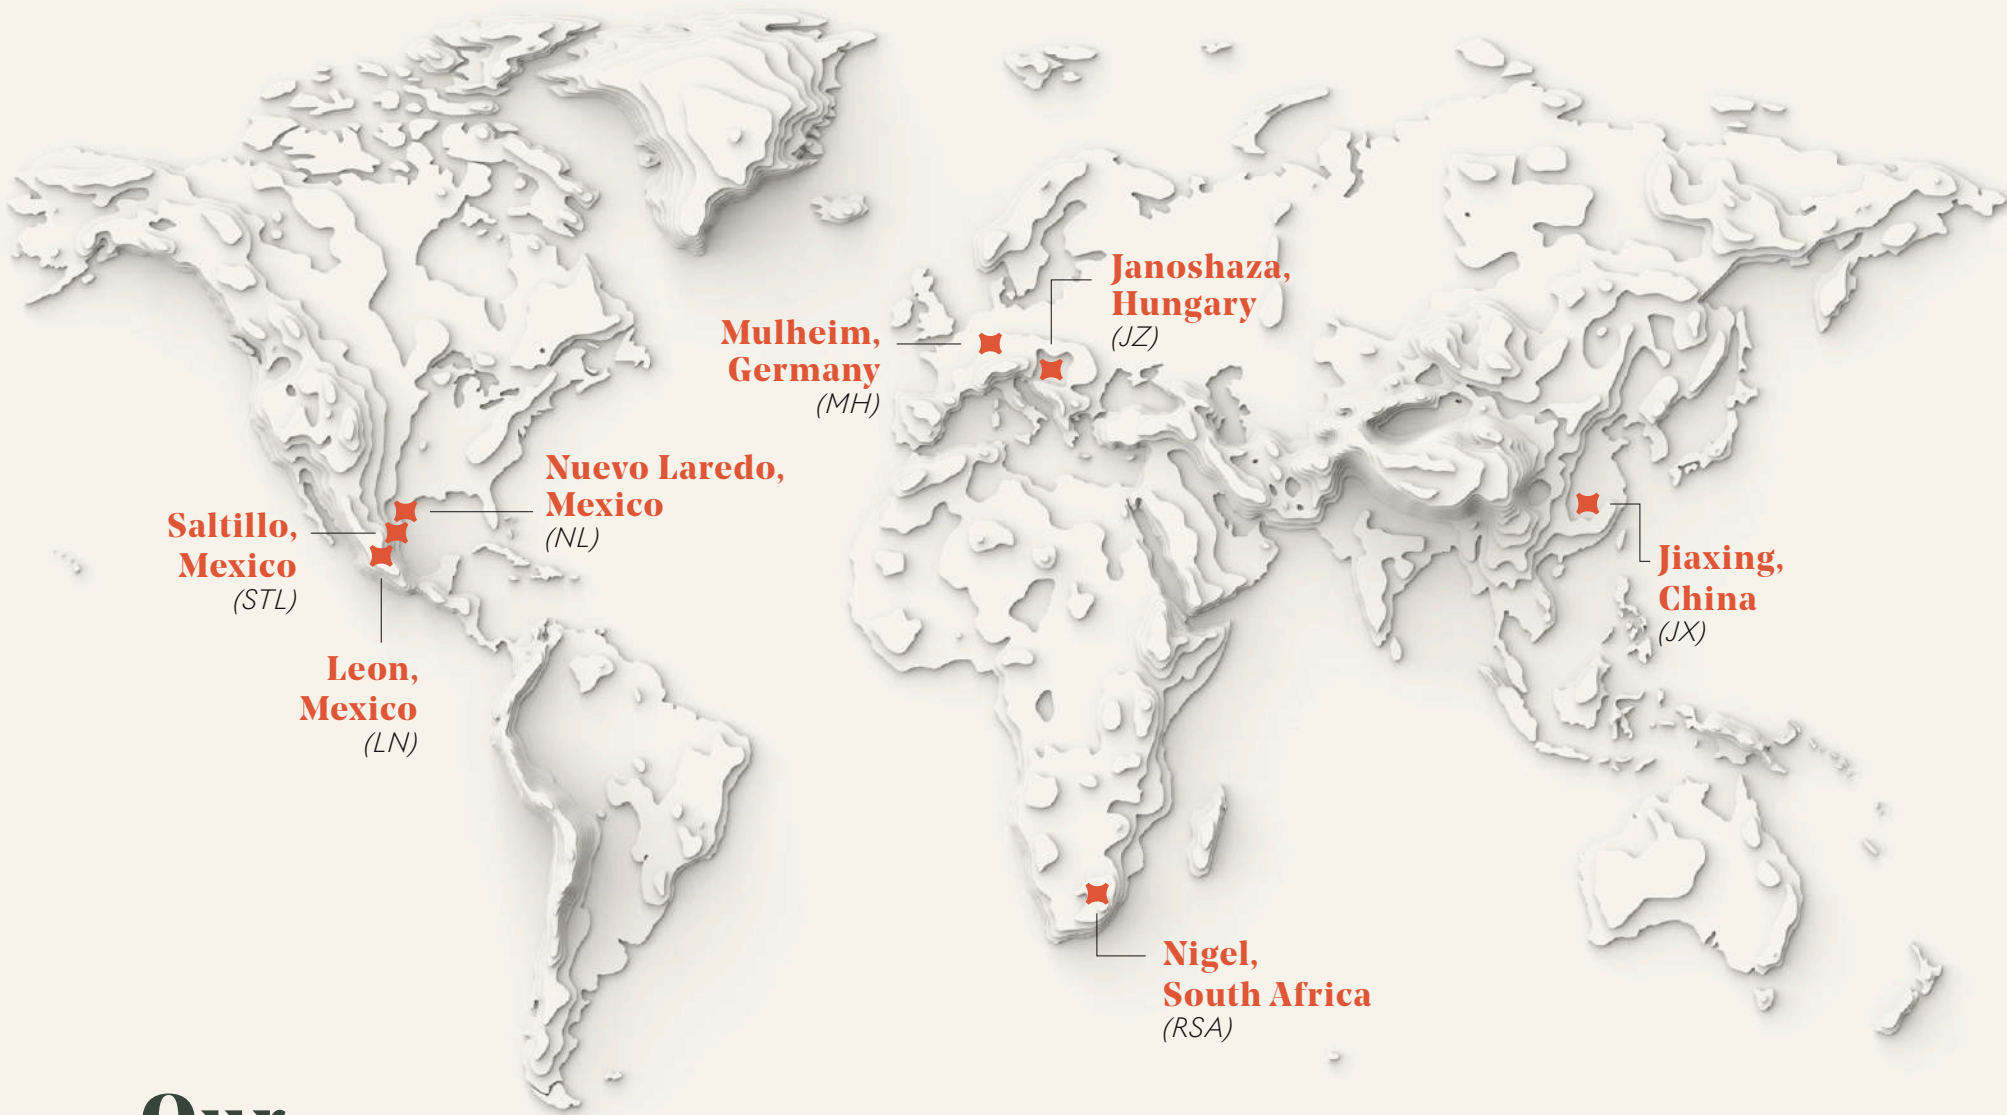 Janoshaza,
Hungary
(JZ)
Mulheim,
Germany
(MH)
Nuevo Laredo,
Mexico
(NL)
Saltillo,
Mexico
(STL)
Jiaxing,
China
(JX)
Leon,
Mexico
(LN)
Nigel,
South Africa
(RSA)
Our